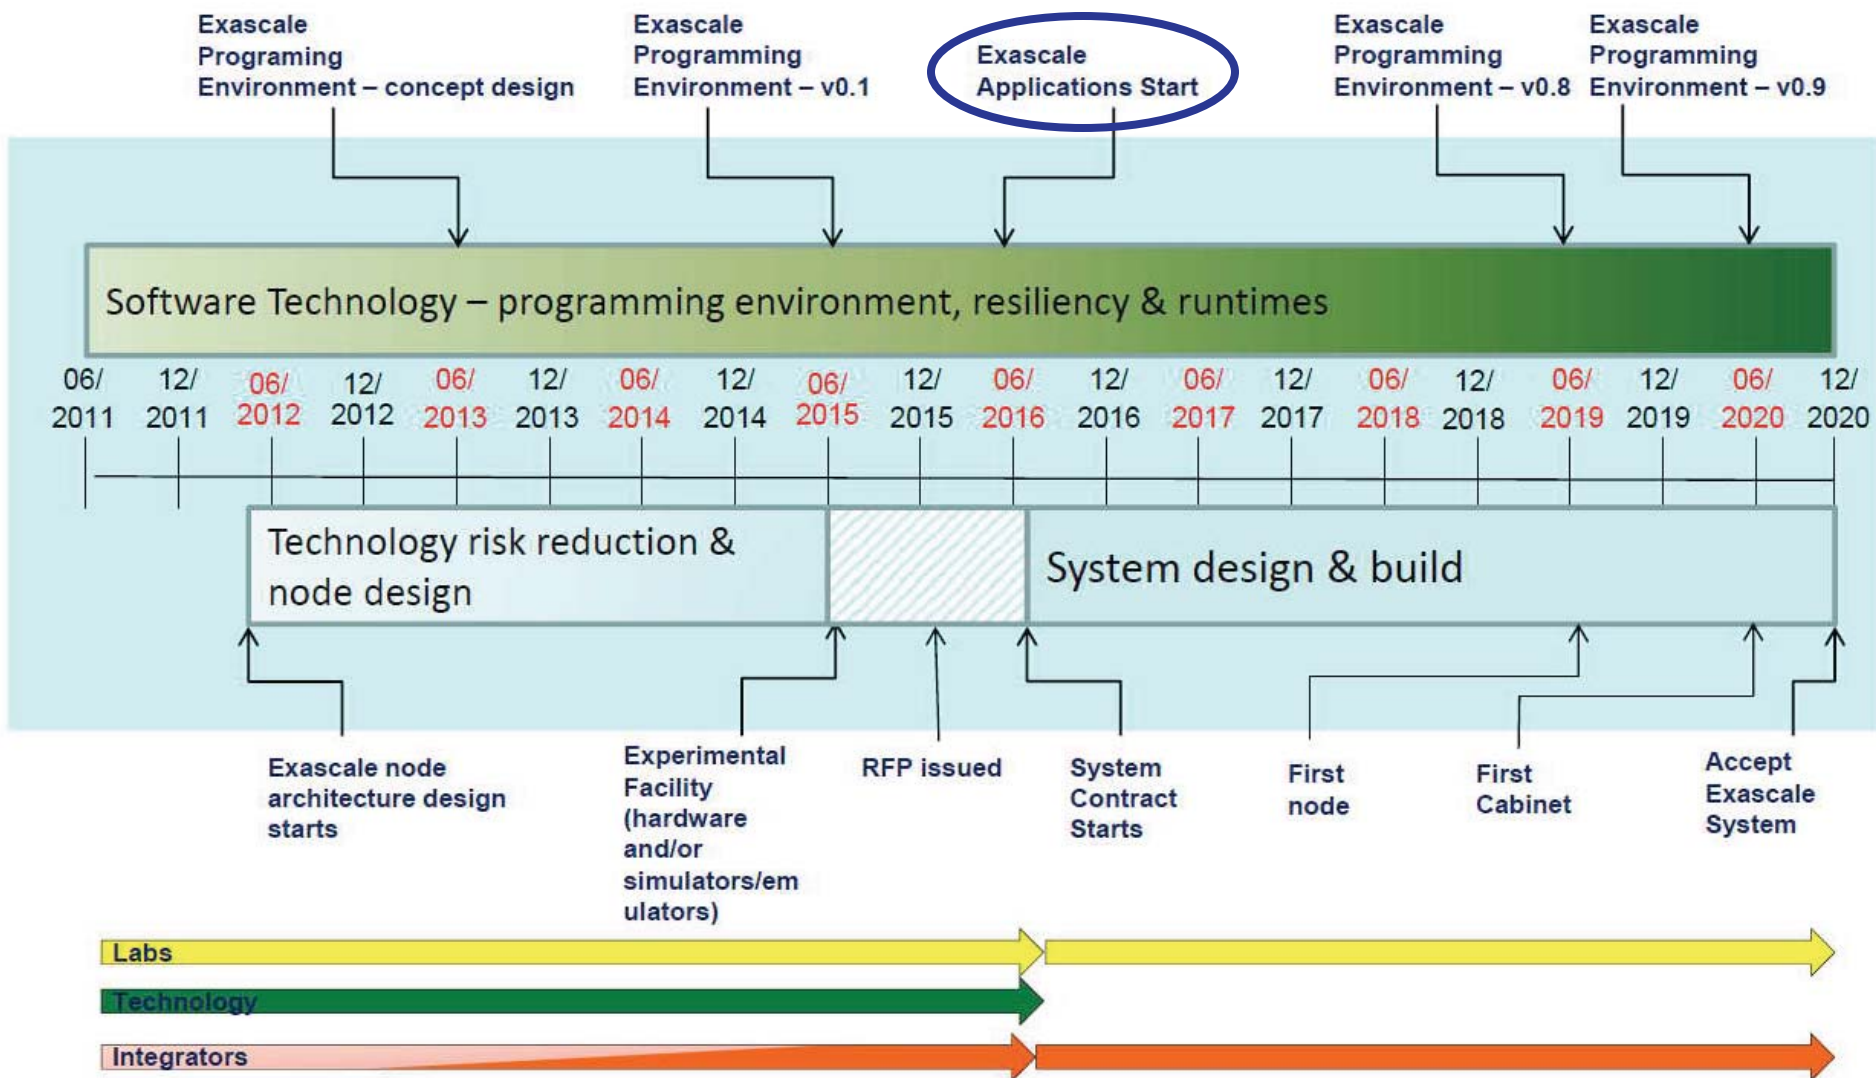 Exascale
Programing
Environment – concept design
Exascale
Programming
Environment – v0.1
Exascale
Applications Start
Exascale
Programming
Environment – v0.8
Exascale
Programming
Environment – v0.9
Software Technology – programming environment, resiliency & runtimes
06/ 12/ 06/ 12/ 06/ 12/ 06/ 12/ 06/ 12/ 06/ 12/ 06/ 12/ 06/ 12/ 06/ 12/ 06/ 12/
2011 2011 2012 2012 2013 2013 2014 2014 2015 2015 2016 2016 2017 2017 2018 2018 2019 2019 2020 2020
Technology risk reduction &
node design
System design & build
Exascale node
architecture design
starts
Experimental
Facility
(hardware
and/or
simulators/em
ulators)
RFP issued
System
Contract
Starts
First
node
First
Cabinet
Accept
Exascale
System
Labs
Technology
Integrators